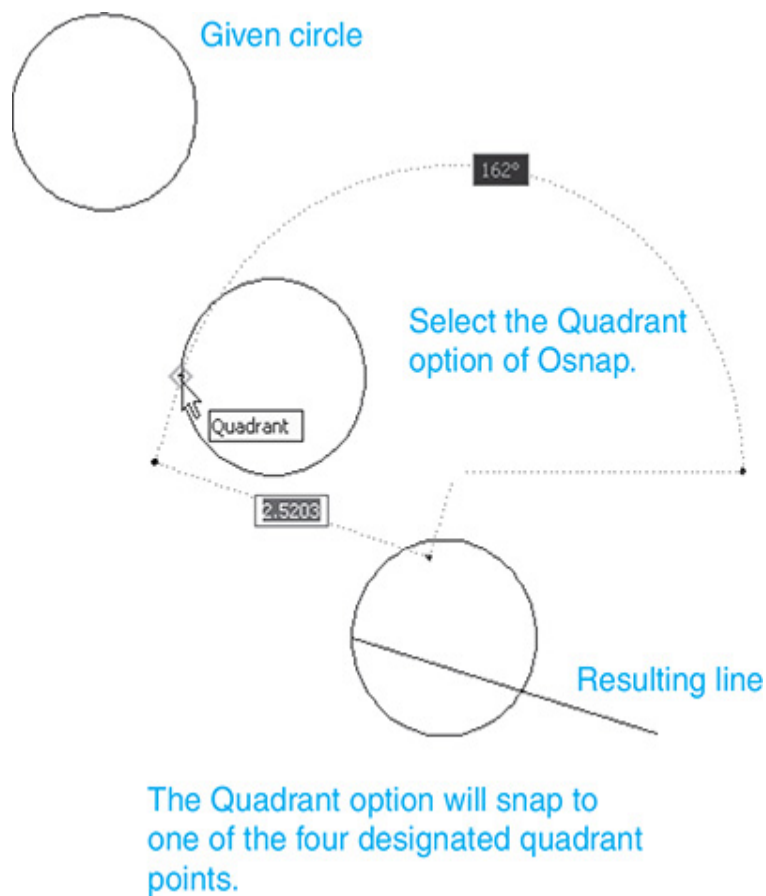 Given circle
162°
Select the Quadrant
option of Osnap.
Quadrant
2.5203
Resulting line
The Quadrant option will snap to
one of the four designated quadrant
points.